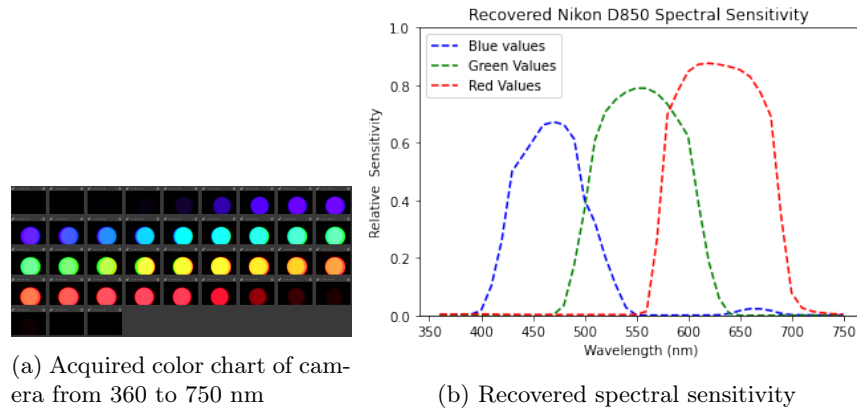 Recovered Nikon D850 Spectral Sensitivity
1.0
0.8
0.6
0.4
0.2
0.0
Relative Sensitivity
Blue values
Green Values
Red Values
350 400 450 500 550 600 650 700 750
Wavelength (nm)
(a) Acquired color chart of cam-
era from 360 to 750 nm
(b) Recovered spectral sensitivity